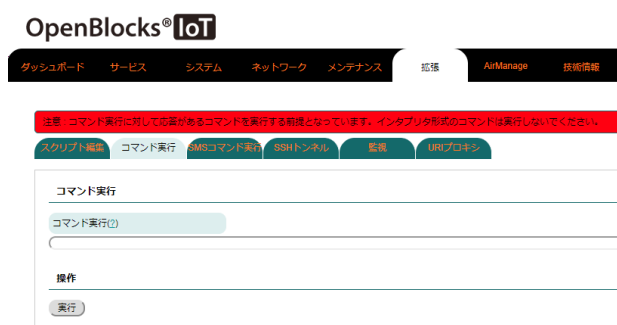 OpenBlocks® IoT
ダッシュボード サービス システム ネットワーク メンテナンス 拡張 AirManage 技術情報
注意：コマンド実行に対して応答があるコマンドを実行する前提となっています。インタプリタ形式のコマンドは実行しないでください。
スクリプト編集 コマンド実行 SMSコマンド実行 SSHトンネル 監視 URIプロキシ
コマンド実行
コマンド実行(?)
操作
実行